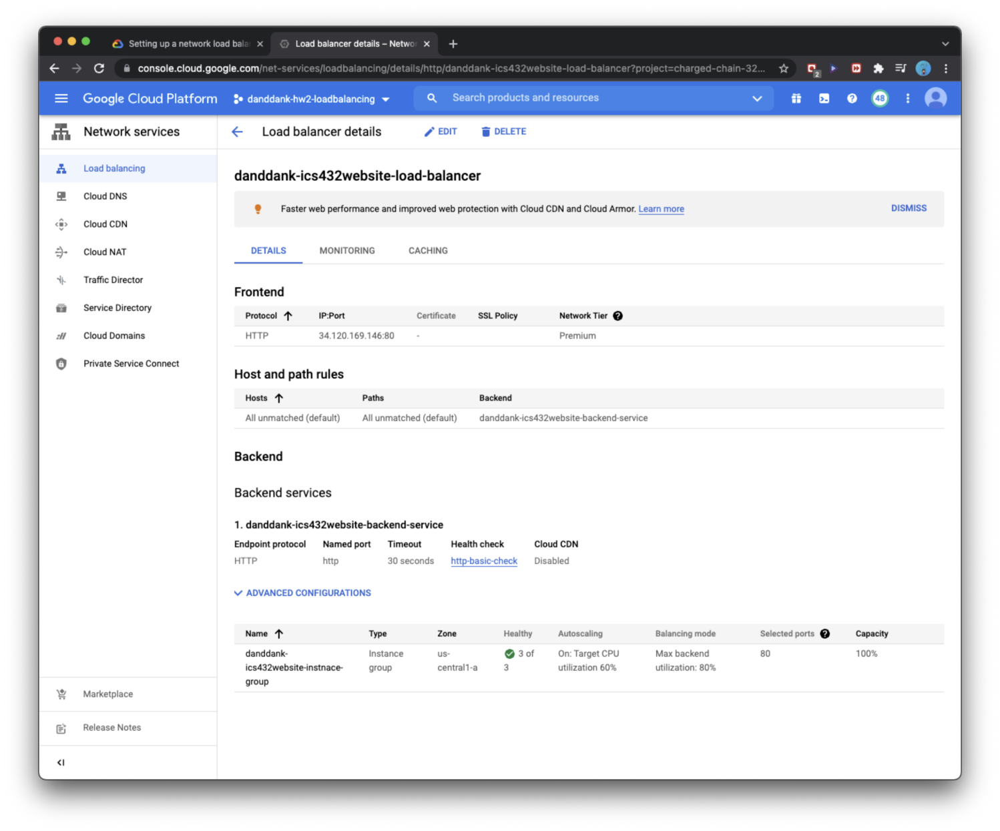 Setting up a network load bala
Load balancer details – Netwo
console.cloud.google.com/net-services/loadbalancing/details/http/danddank-ics432website-load-balancer?project=charged-chain-32...
2
Google Cloud Platform
danddank-hw2-loadbalancing
Search products and resources
48
Network services
Load balancer details
EDIT
DELETE
Load balancing
Cloud DNS
Cloud CDN
Cloud NAT
Traffic Director
Service Directory
Cloud Domains
Private Service Connect
Marketplace
Release Notes
danddank-ics432website-load-balancer
Faster web performance and improved web protection with Cloud CDN and Cloud Armor. Learn more
DISMISS
DETAILS MONITORING CACHING
Frontend
Protocol IP:Port Certificate SSL Policy Network Tier
HTTP 34.120.169.146:80 - Premium
Host and path rules
Hosts Paths Backend
All unmatched (default) All unmatched (default) danddank-ics432website-backend-service
Backend
Backend services
1. danddank-ics432website-backend-service
Endpoint protocol Named port Timeout Health check Cloud CDN
HTTP http 30 seconds http-basic-check Disabled
ADVANCED CONFIGURATIONS
Name Type Zone Healthy Autoscaling Balancing mode Selected ports Capacity
danddank- Instance us- 3 of On: Target CPU Max backend 80 100%
ics432website-instnace- group central1-a 3 utilization 60% utilization: 80%
group